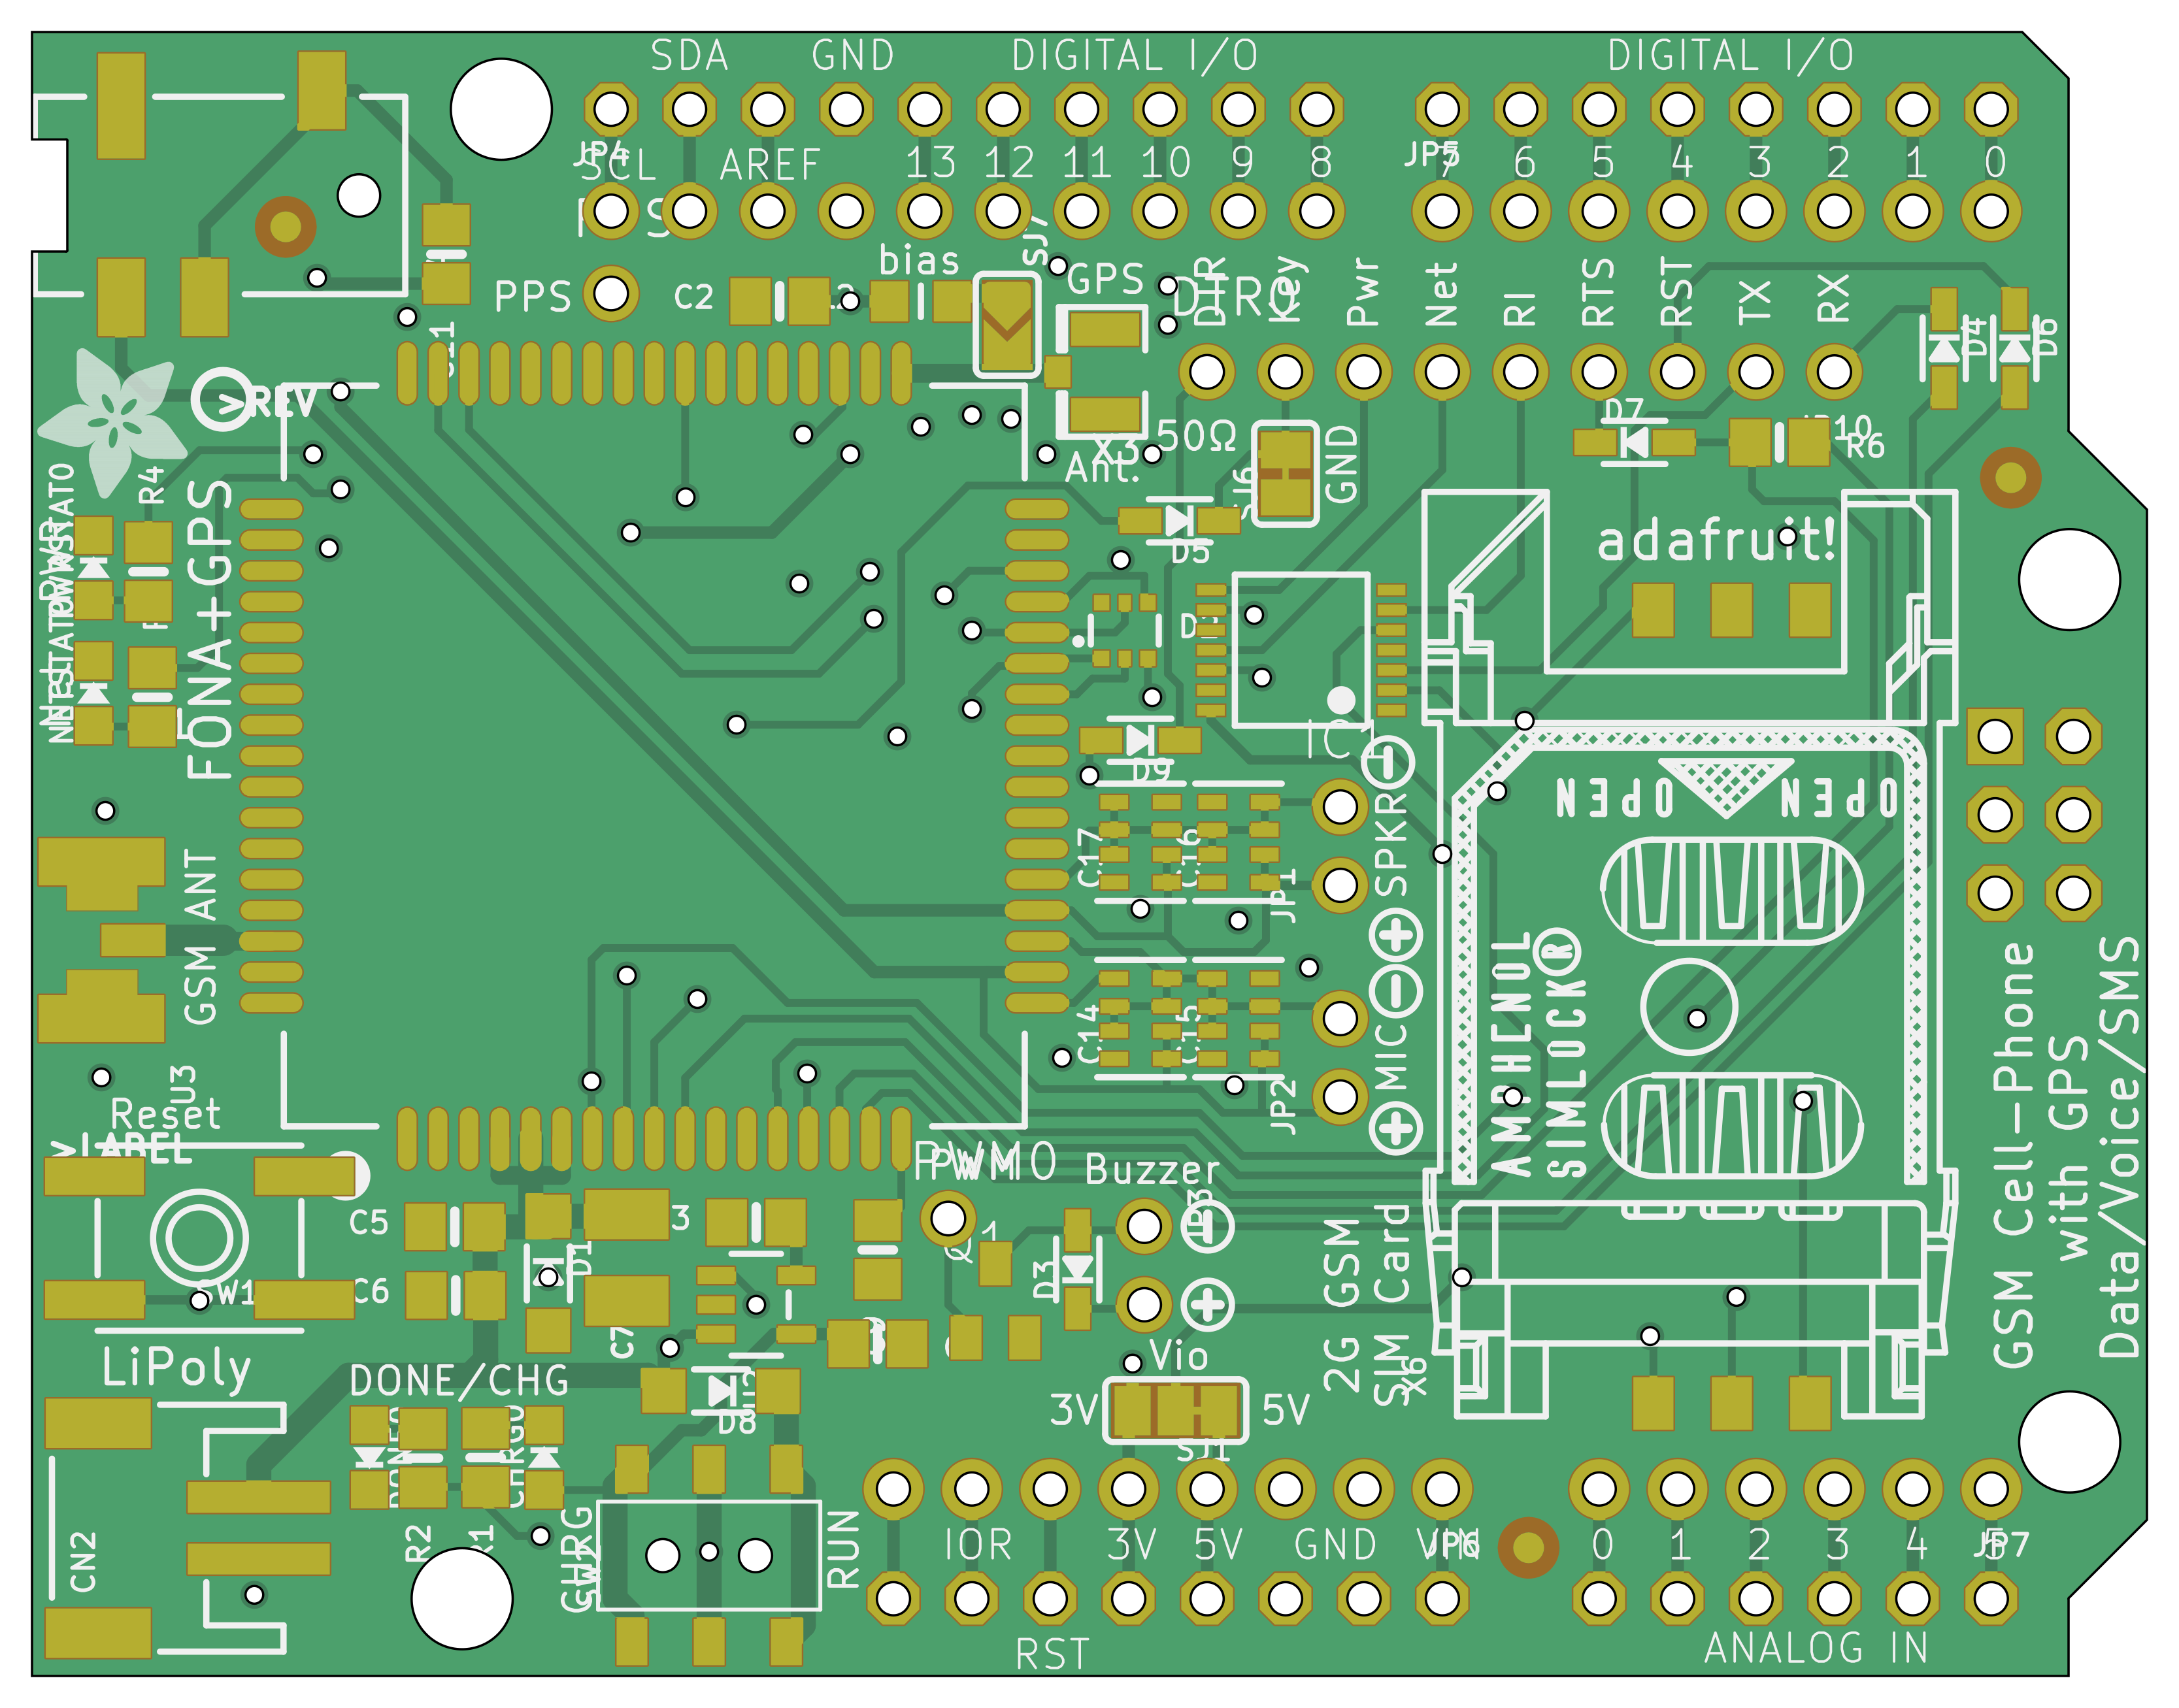 SDA
GND
DIGITAL I/O
DIGITAL I/O
JP4
SCL
AREF
13
12
11
10
9
8
JP5
7
6
5
4
3
2
1
0
SJ7
bias
PPS
C2
GPS
DTR
Key
Pwr
Net
RI
RTS
RST
TX
RX
D4
D6
>REV
50Ω
X3
Ant.
GND
D7
R6
R4
D5
adafruit!
FONA+GPS
IC1
D9
OPEN
OPEN
SPKR
C17
C16
JP1
GSM ANT
MIC
C14
C15
JP2
AMPHENOL
SIMLOCK®
GSM Cell-Phone
with GPS
Data/Voice/SMS
U3
Reset
>LABEL
Buzzer
C5
C6
D1
SW1
C7
D3
Q1
JP3
2G GSM
SIM Card
X6
Vio
LiPoly
DONE/CHG
D8
3V
5V
SJ1
CN2
R2
R1
CHRG
SW2
RUN
IOR
3V
5V
GND
VIN
JP6
0
1
2
3
4
5
JP7
RST
ANALOG IN